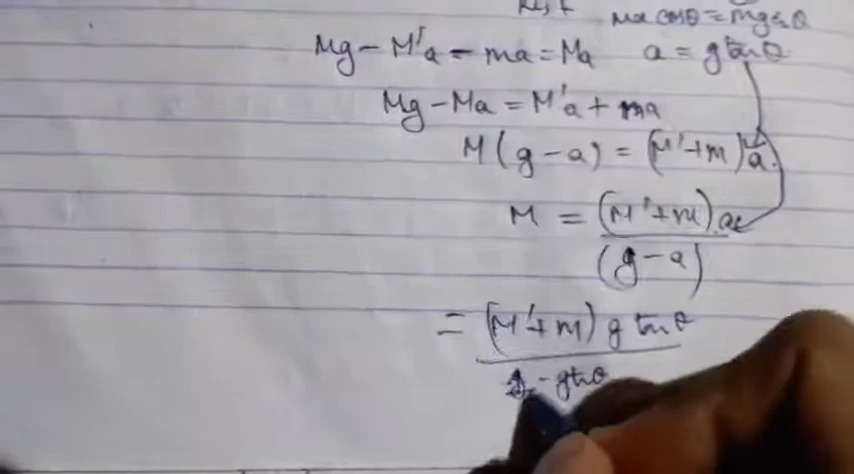 ma cosθ = mg sinθ
Mg - M'a - ma = Ma a = g tanθ
Mg - Ma = M'a + ma
M(g - a) = (M' + m)a
M = (M' + m)a
(g - a)
= (M' + m) g tanθ
g - g tanθ